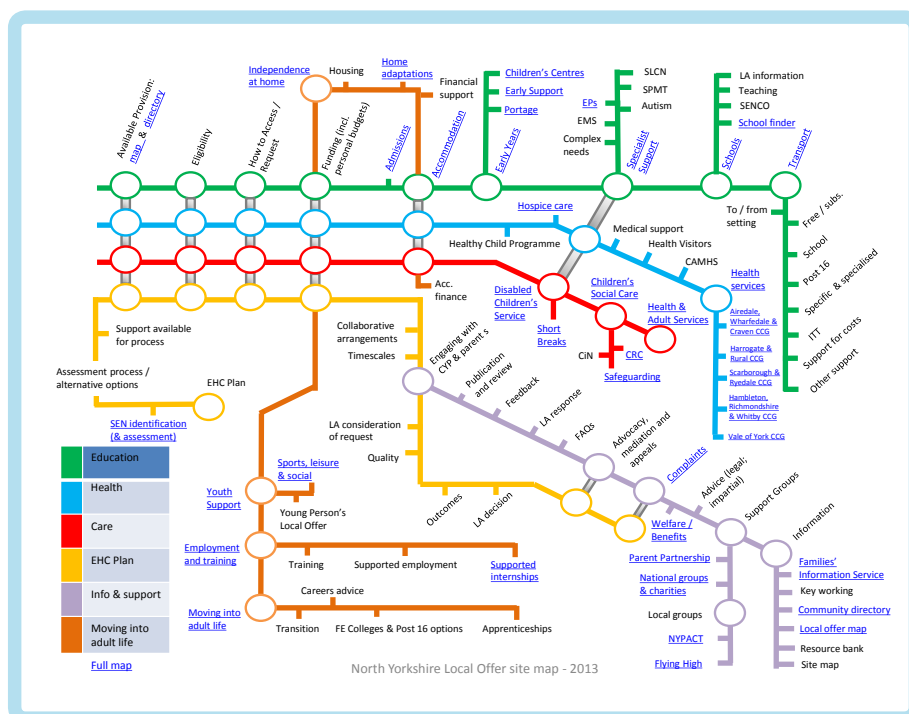 Available Provision:
map & directory
Eligibility
How to Access /
Request
Independence
at home
Housing
Home
adaptations
Financial
support
Funding (incl.
personal budgets)
Admissions
Accommodation
Children's Centres
Early Support
Portage
Early Years
SLCN
SPMT
EPs
Autism
EMS
Complex
needs
Specialist
Support
LA information
Teaching
SENCO
School finder
Schools
Transport
To / from
setting
Free / subs.
School
Post 16
Specific & specialised
ITT
Support for costs
Other support
Hospice care
Healthy Child Programme
Medical support
Health Visitors
CAMHS
Health
services
Airedale,
Wharfedale &
Craven CCG
Harrogate &
Rural CCG
Scarborough &
Ryedale CCG
Hambleton,
Richmondshire
& Whitby CCG
Vale of York CCG
Acc.
finance
Disabled
Children's
Service
Short
Breaks
Children's
Social Care
Health &
Adult Services
CiN
CRC
Safeguarding
Support available
for process
Assessment process /
alternative options
EHC Plan
SEN identification
(& assessment)
Collaborative
arrangements
Timescales
Engaging with
CYP & parent s
LA consideration
of request
Quality
Outcomes
LA decision
Publication
and review
Feedback
LA response
FAQs
Advocacy,
mediation and
appeals
Complaints
Welfare /
Benefits
Advice (legal;
impartial)
Support Groups
Information
Parent Partnership
National groups
& charities
Local groups
NYPACT
Flying High
Families'
Information Service
Key working
Community directory
Local offer map
Resource bank
Site map
Youth
Support
Sports, leisure
& social
Young Person's
Local Offer
Employment
and training
Training
Supported employment
Supported
internships
Moving into
adult life
Careers advice
Transition
FE Colleges & Post 16 options
Apprenticeships
Education
Health
Care
EHC Plan
Info & support
Moving into
adult life
Full map
North Yorkshire Local Offer site map - 2013